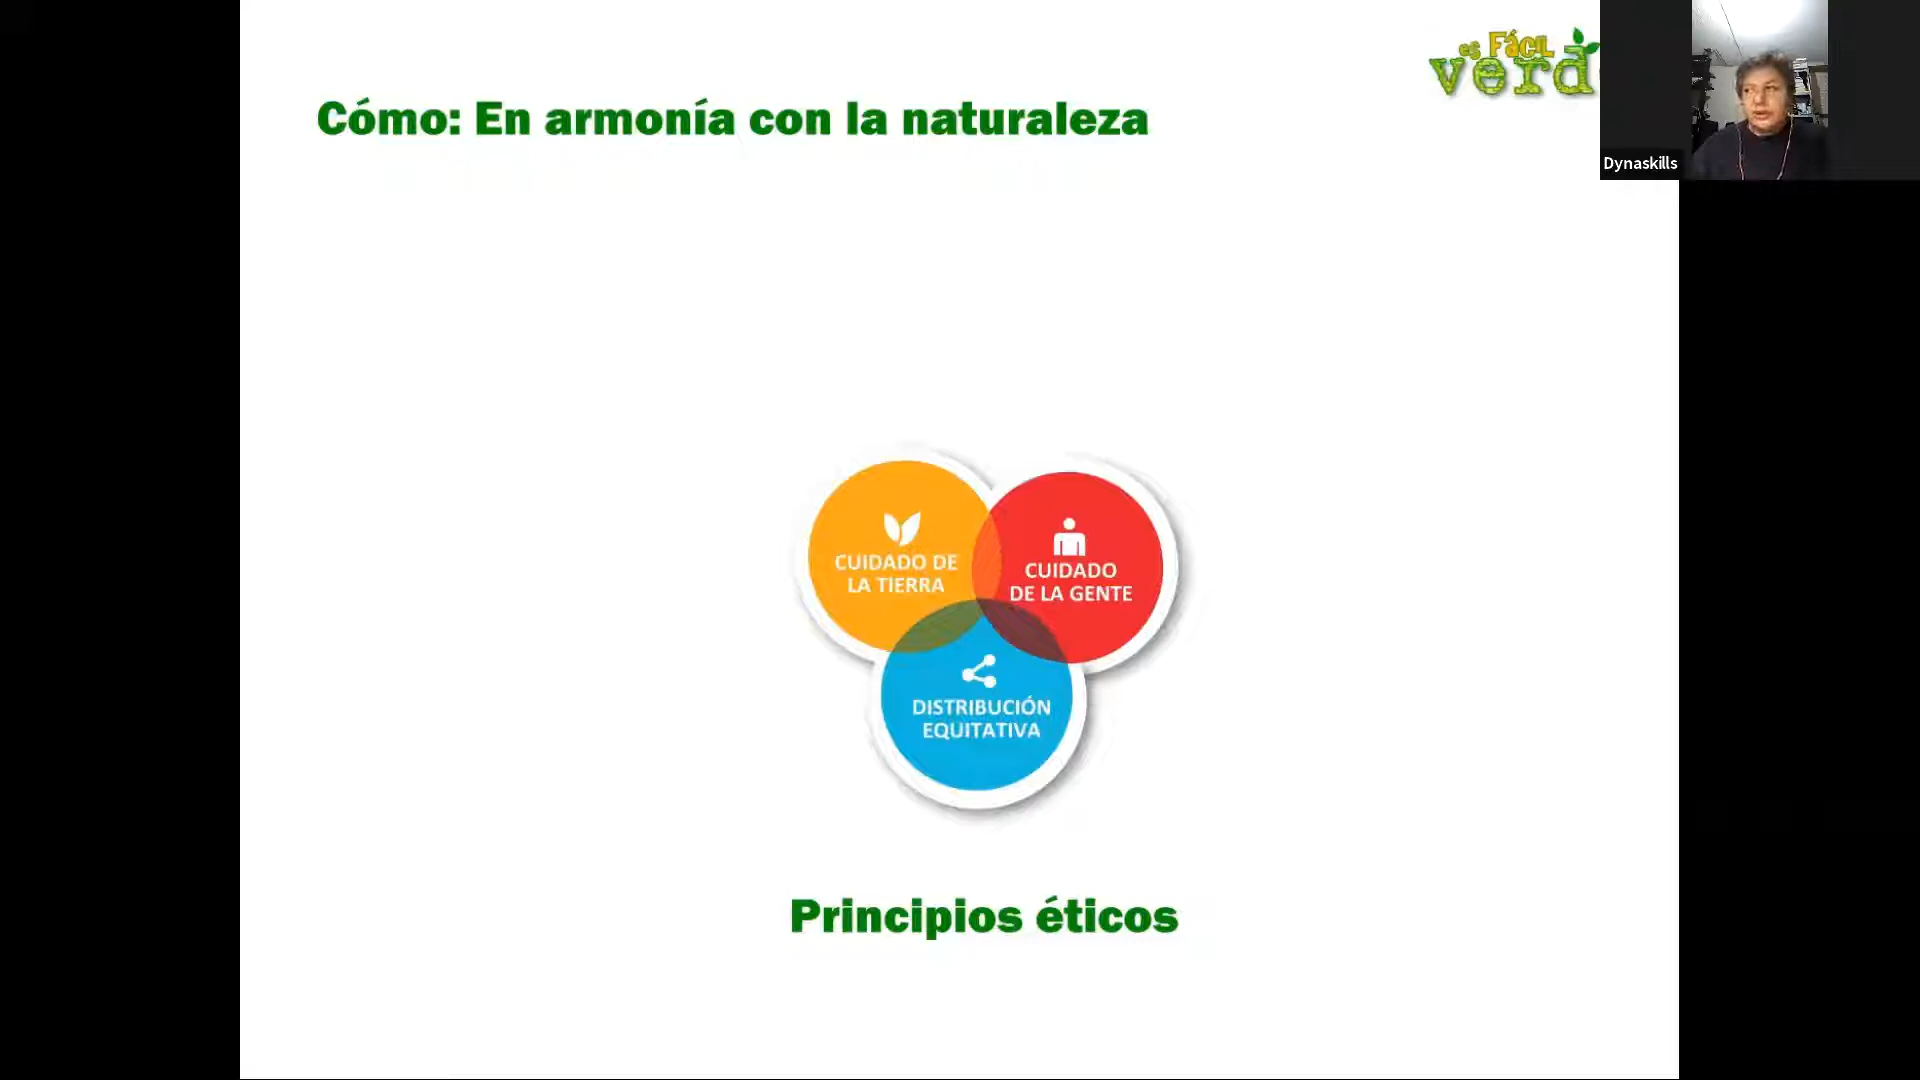 es FáciL
verd
Cómo: En armonía con la naturaleza
Dynaskills
CUIDADO DE
LA TIERRA
CUIDADO
DE LA GENTE
DISTRIBUCIÓN
EQUITATIVA
Principios éticos